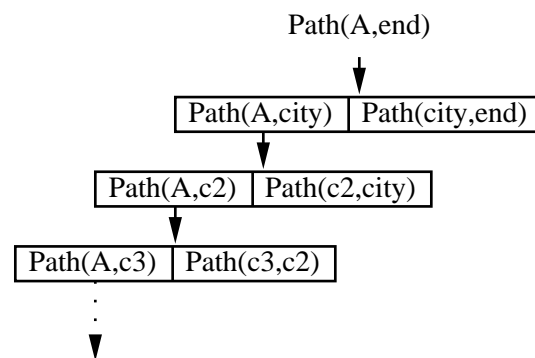 Path(A,end)
Path(A,city) Path(city,end)
Path(A,c2) Path(c2,city)
Path(A,c3) Path(c3,c2)